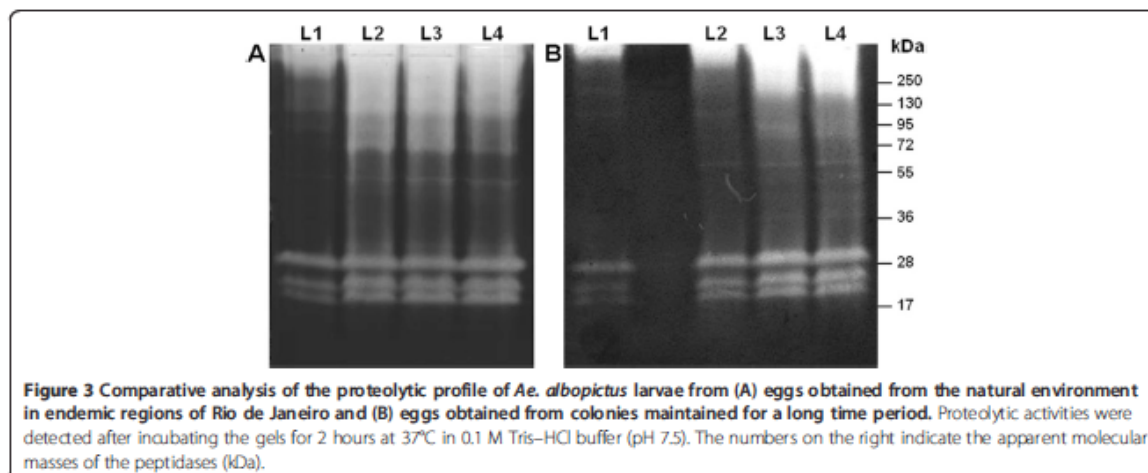 L1 L2 L3 L4 L1 L2 L3 L4
A B kDa
250
130
95
72
55
36
28
17
Figure 3 Comparative analysis of the proteolytic profile of Ae. albopictus larvae from (A) eggs obtained from the natural environment
in endemic regions of Rio de Janeiro and (B) eggs obtained from colonies maintained for a long time period. Proteolytic activities were
detected after incubating the gels for 2 hours at 37°C in 0.1 M Tris–HCl buffer (pH 7.5). The numbers on the right indicate the apparent molecular
masses of the peptidases (kDa).